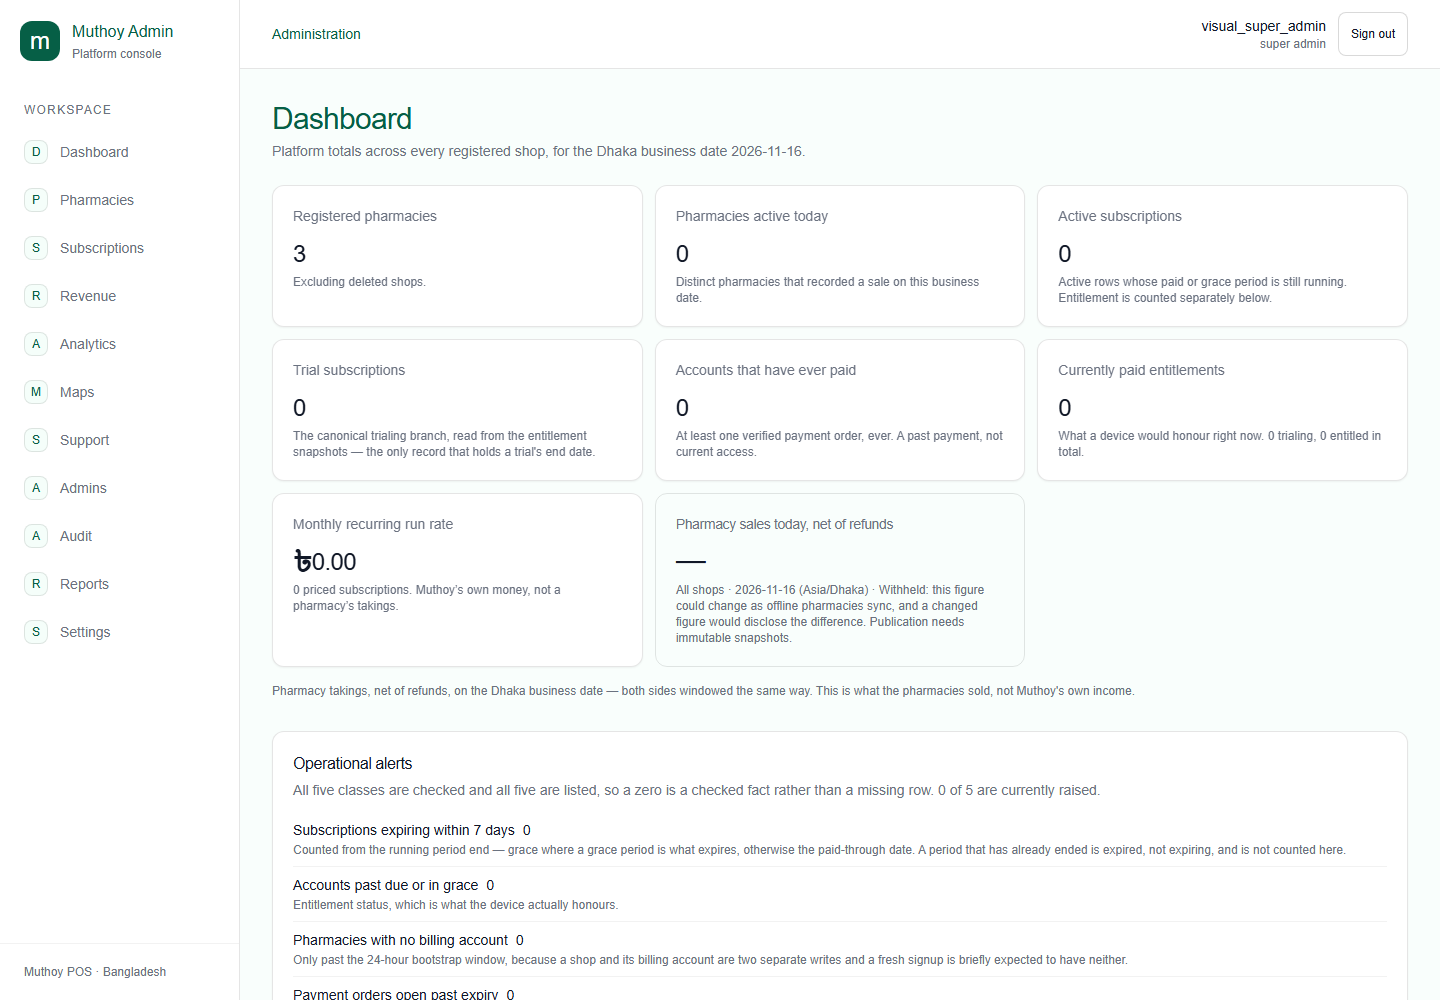 m
Muthoy Admin
Platform console
WORKSPACE
D Dashboard
P Pharmacies
S Subscriptions
R Revenue
A Analytics
M Maps
S Support
A Admins
A Audit
R Reports
S Settings
Muthoy POS · Bangladesh
Administration
visual_super_admin
super admin
Sign out
Dashboard
Platform totals across every registered shop, for the Dhaka business date 2026-11-16.
Registered pharmacies
3
Excluding deleted shops.
Pharmacies active today
0
Distinct pharmacies that recorded a sale on this business
date.
Active subscriptions
0
Active rows whose paid or grace period is still running.
Entitlement is counted separately below.
Trial subscriptions
0
The canonical trialing branch, read from the entitlement
snapshots — the only record that holds a trial's end date.
Accounts that have ever paid
0
At least one verified payment order, ever. A past payment, not
current access.
Currently paid entitlements
0
What a device would honour right now. 0 trialing, 0 entitled in
total.
Monthly recurring run rate
৳0.00
0 priced subscriptions. Muthoy's own money, not a
pharmacy's takings.
Pharmacy sales today, net of refunds
—
All shops · 2026-11-16 (Asia/Dhaka) · Withheld: this figure
could change as offline pharmacies sync, and a changed
figure would disclose the difference. Publication needs
immutable snapshots.
Pharmacy takings, net of refunds, on the Dhaka business date — both sides windowed the same way. This is what the pharmacies sold, not Muthoy's own income.
Operational alerts
All five classes are checked and all five are listed, so a zero is a checked fact rather than a missing row. 0 of 5 are currently raised.
Subscriptions expiring within 7 days 0
Counted from the running period end — grace where a grace period is what expires, otherwise the paid-through date. A period that has already ended is expired, not expiring, and is not counted here.
Accounts past due or in grace 0
Entitlement status, which is what the device actually honours.
Pharmacies with no billing account 0
Only past the 24-hour bootstrap window, because a shop and its billing account are two separate writes and a fresh signup is briefly expected to have neither.
Payment orders open past expiry 0